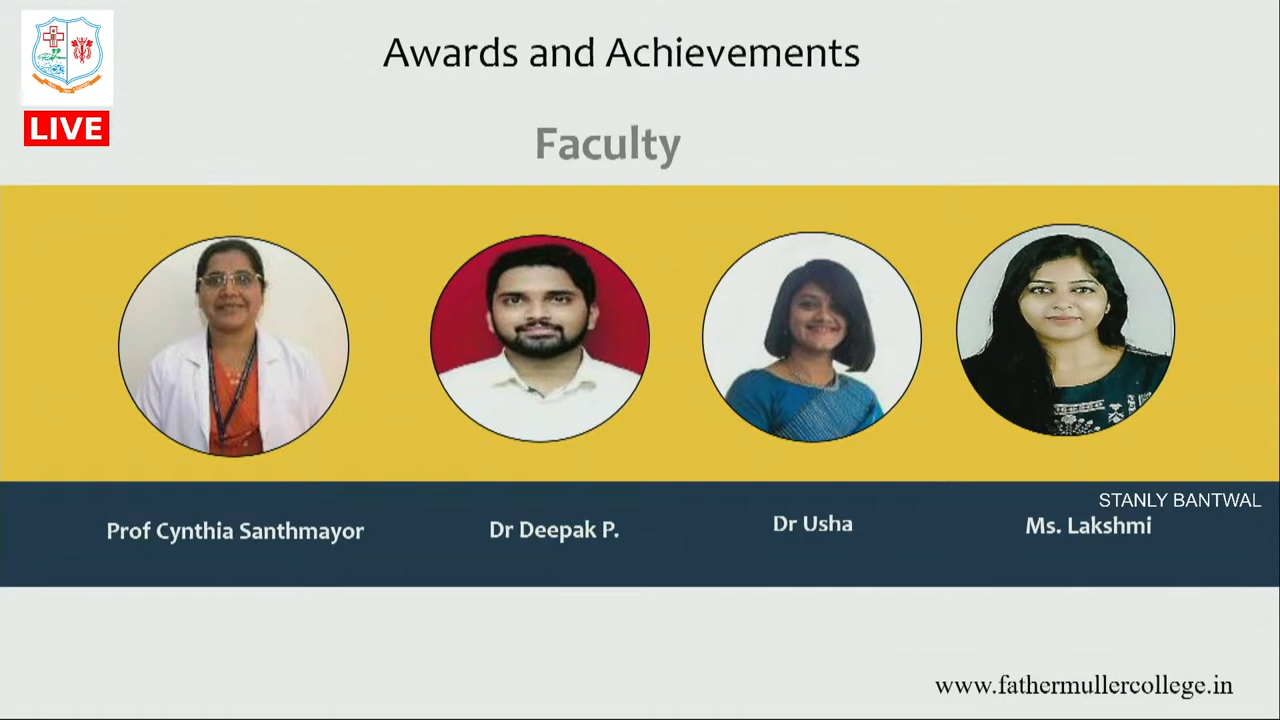 Awards and Achievements
LIVE
Faculty
STANLY BANTWAL
Prof Cynthia Santhmayor
Dr Deepak P.
Dr Usha
Ms. Lakshmi
www.fathermullercollege.in